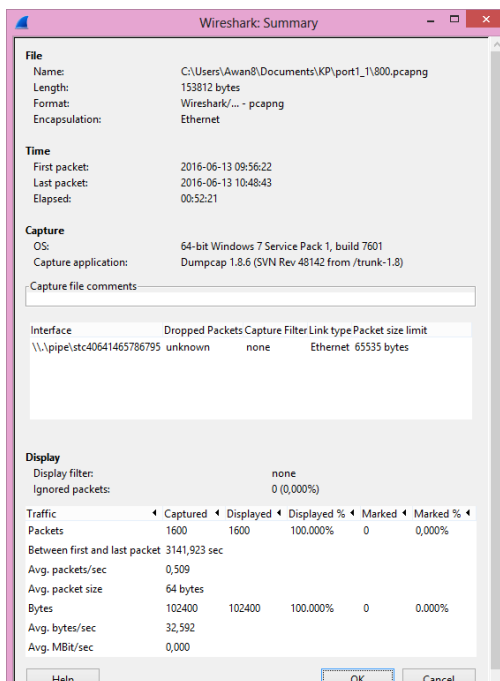 Wireshark: Summary
File
Name: C:\Users\Awan8\Documents\KP\port1_1\800.pcapng
Length: 153812 bytes
Format: Wireshark/... - pcapng
Encapsulation: Ethernet
Time
First packet: 2016-06-13 09:56:22
Last packet: 2016-06-13 10:48:43
Elapsed: 00:52:21
Capture
OS: 64-bit Windows 7 Service Pack 1, build 7601
Capture application: Dumpcap 1.8.6 (SVN Rev 48142 from /trunk-1.8)
Capture file comments
Interface Dropped Packets Capture Filter Link type Packet size limit
\\.\pipe\stc40641465786795 unknown none Ethernet 65535 bytes
Display
Display filter: none
Ignored packets: 0 (0,000%)
Traffic Captured Displayed Displayed % Marked Marked %
Packets 1600 1600 100.000% 0 0,000%
Between first and last packet 3141,923 sec
Avg. packets/sec 0,509
Avg. packet size 64 bytes
Bytes 102400 102400 100.000% 0 0.000%
Avg. bytes/sec 32,592
Avg. MBit/sec 0,000
Help OK Cancel